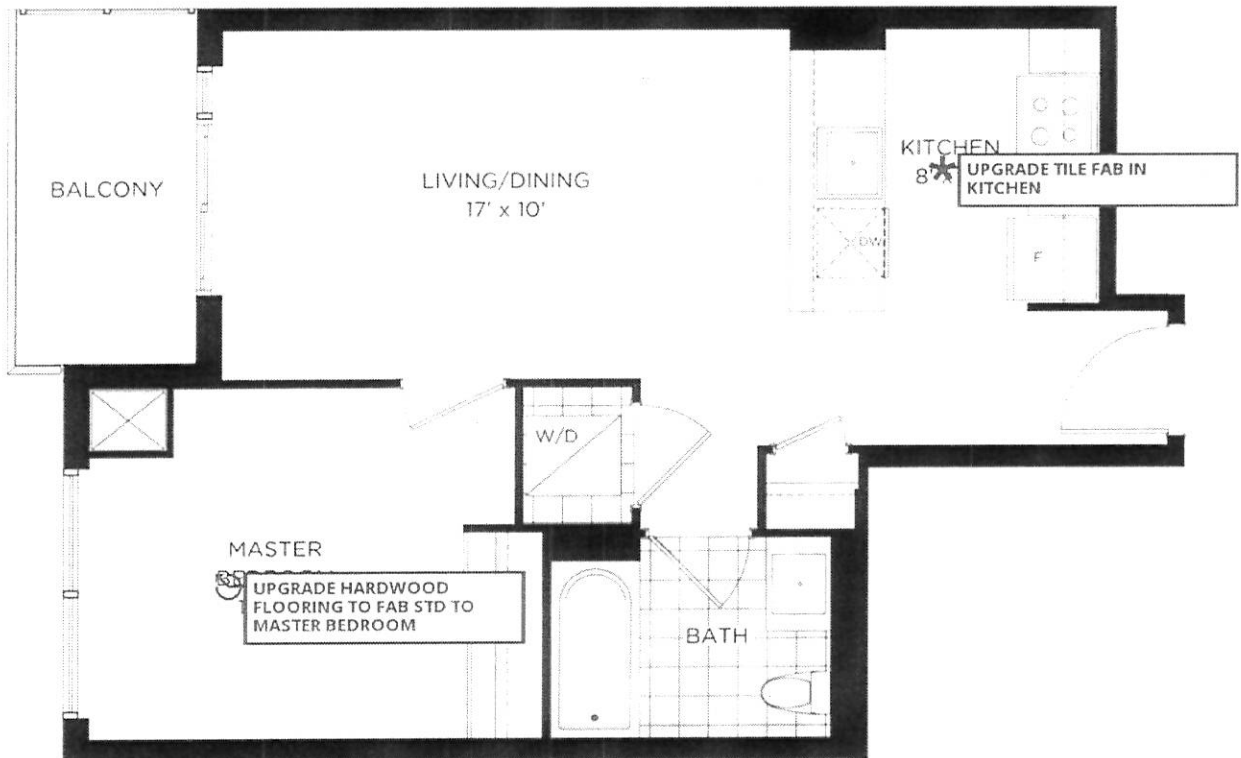 BALCONY
LIVING/DINING
17' x 10'
KITCHEN
8'
UPGRADE TILE FAB IN
KITCHEN
DW
F
W/D
MASTER
UPGRADE HARDWOOD
FLOORING TO FAB STD TO
MASTER BEDROOM
BATH